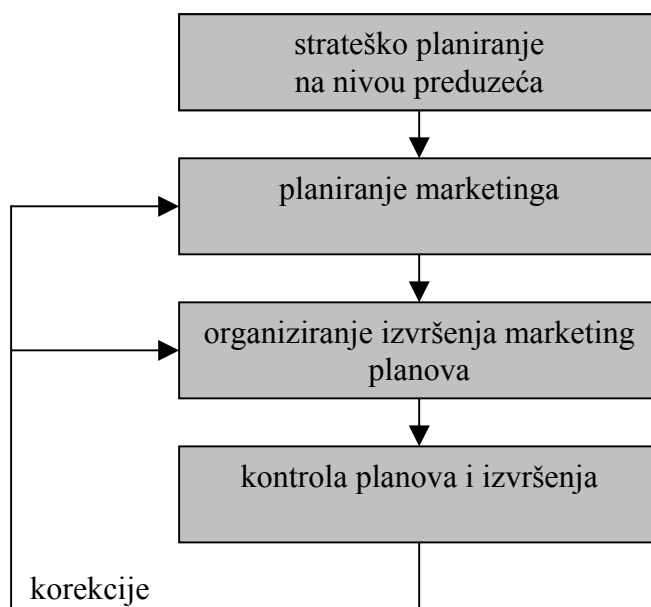 strateško planiranje
na nivou preduzeća
planiranje marketinga
organiziranje izvršenja marketing
planova
kontrola planova i izvršenja
korekcije